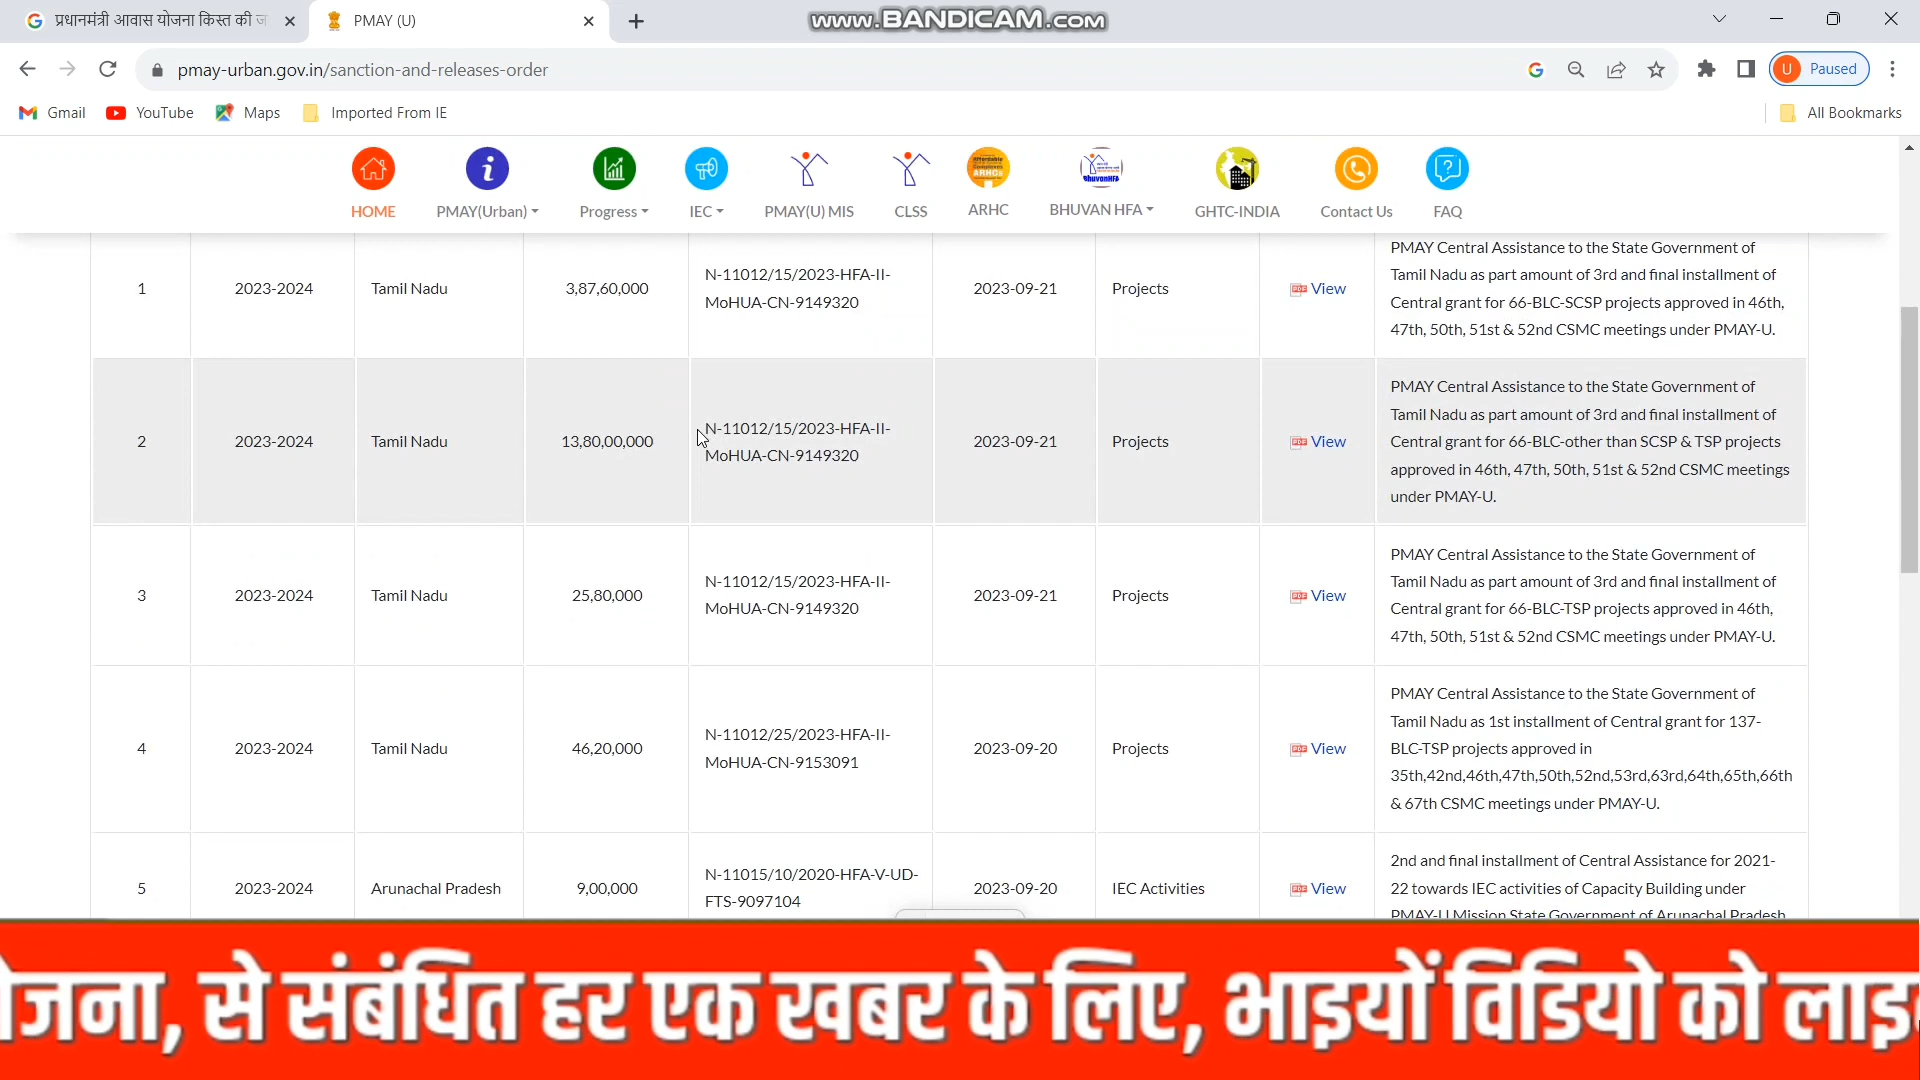 प्रधानमंत्री आवास योजना किस्त की
PMAY (U)
www.BANDICAM.com
pmay-urban.gov.in/sanction-and-releases-order
U Paused
Gmail YouTube Maps Imported From IE All Bookmarks
HOME PMAY(Urban) Progress IEC PMAY(U) MIS CLSS ARHC BHUVAN HFA GHTC-INDIA Contact Us FAQ
1 2023-2024 Tamil Nadu 3,87,60,000 N-11012/15/2023-HFA-II- 2023-09-21 Projects View
MoHUA-CN-9149320
PMAY Central Assistance to the State Government of
Tamil Nadu as part amount of 3rd and final installment of
Central grant for 66-BLC-SCSP projects approved in 46th,
47th, 50th, 51st & 52nd CSMC meetings under PMAY-U.
2 2023-2024 Tamil Nadu 13,80,00,000 N-11012/15/2023-HFA-II- 2023-09-21 Projects View
MoHUA-CN-9149320
PMAY Central Assistance to the State Government of
Tamil Nadu as part amount of 3rd and final installment of
Central grant for 66-BLC-other than SCSP & TSP projects
approved in 46th, 47th, 50th, 51st & 52nd CSMC meetings
under PMAY-U.
3 2023-2024 Tamil Nadu 25,80,000 N-11012/15/2023-HFA-II- 2023-09-21 Projects View
MoHUA-CN-9149320
PMAY Central Assistance to the State Government of
Tamil Nadu as part amount of 3rd and final installment of
Central grant for 66-BLC-TSP projects approved in 46th,
47th, 50th, 51st & 52nd CSMC meetings under PMAY-U.
4 2023-2024 Tamil Nadu 46,20,000 N-11012/25/2023-HFA-II- 2023-09-20 Projects View
MoHUA-CN-9153091
PMAY Central Assistance to the State Government of
Tamil Nadu as 1st installment of Central grant for 137-
BLC-TSP projects approved in
35th,42nd,46th,47th,50th,52nd,53rd,63rd,64th,65th,66th
& 67th CSMC meetings under PMAY-U.
5 2023-2024 Arunachal Pradesh 9,00,000 N-11015/10/2020-HFA-V-UD- 2023-09-20 IEC Activities View
FTS-9097104
2nd and final installment of Central Assistance for 2021-
22 towards IEC activities of Capacity Building under
PMAY-U Mission State Government of Arunachal Pradesh
से संबंधित हर एक खबर के लिए, भाइयों विडियो को